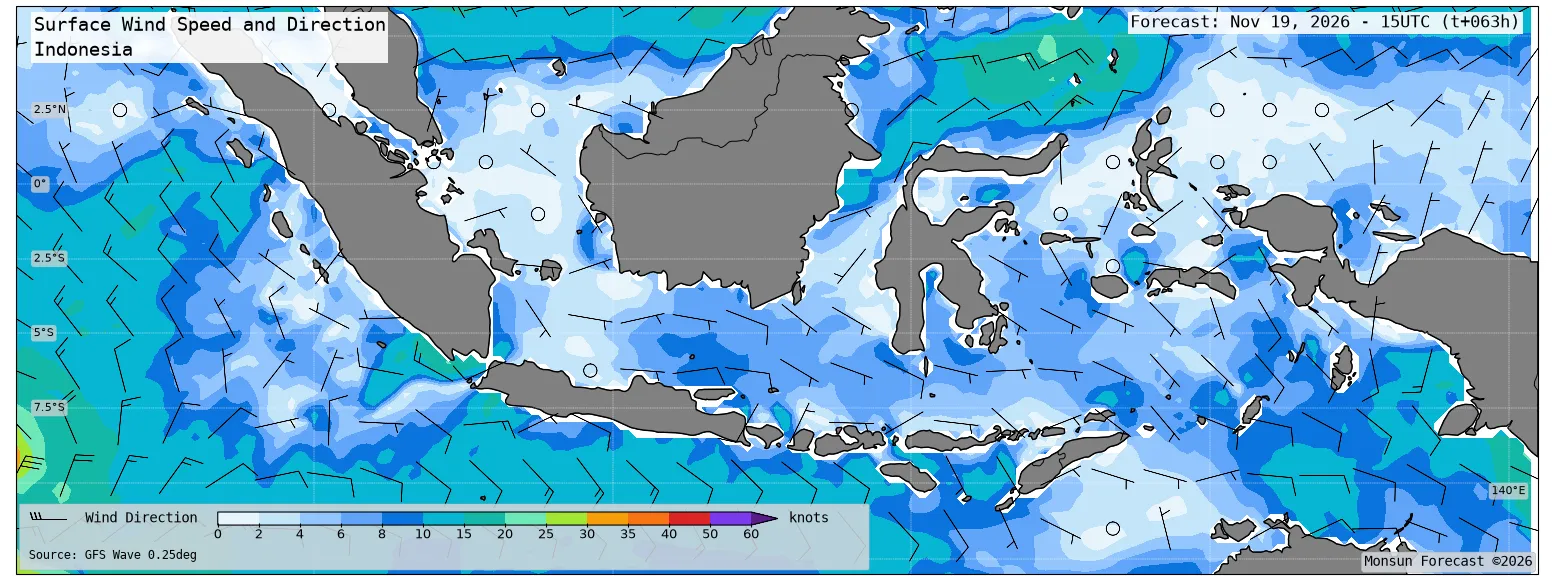 Surface Wind Speed and Direction
Indonesia
Forecast: Nov 19, 2026 - 15UTC (t+063h)
2.5°N
0°
2.5°S
5°S
7.5°S
140°E
Wind Direction
0 2 4 6 8 10 15 20 25 30 35 40 50 60
knots
Source: GFS Wave 0.25deg
Monsun Forecast ©2026